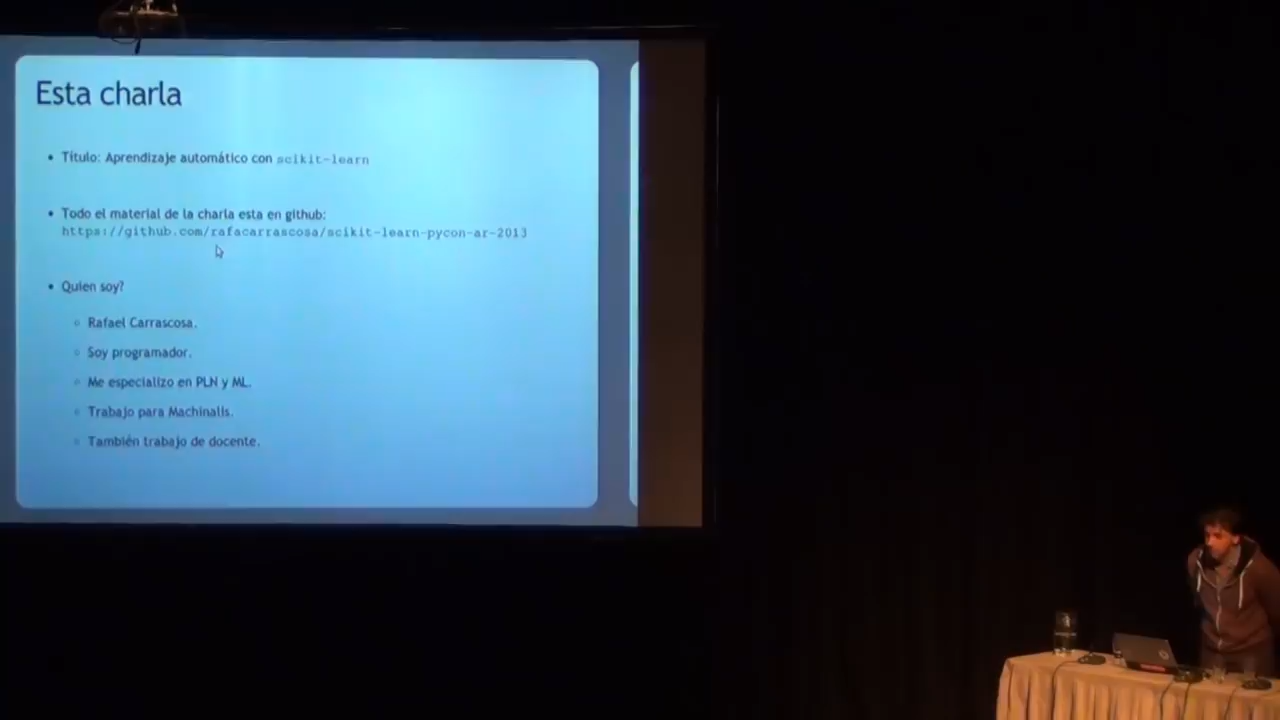 Esta charla
• Título: Aprendizaje automático con scikit-learn
• Todo el material de la charla esta en github:
https://github.com/rafacarrascosa/scikit-learn-pycon-ar-2013
• Quien soy?
◦ Rafael Carrascosa.
◦ Soy programador.
◦ Me especializo en PLN y ML.
◦ Trabajo para Machinalis.
◦ También trabajo de docente.